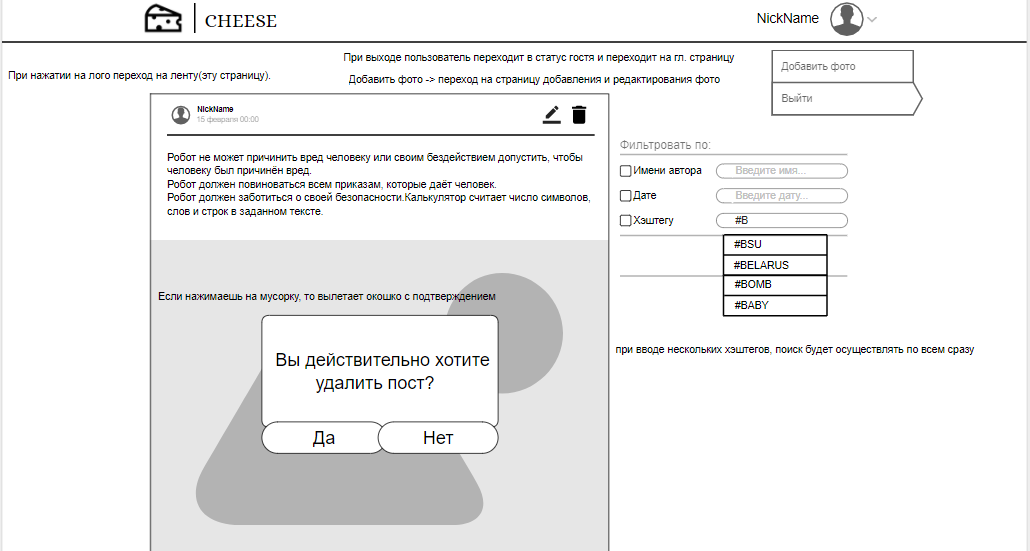 CHEESE
NickName
При выходе пользователь переходит в статус гостя и переходит на гл. страницу
Добавить фото
При нажатии на лого переход на ленту(эту страницу).
Добавить фото -> переход на страницу добавления и редактирования фото
Выйти
NickName
15 февраля 00:00
Фильтровать по:
Робот не может причинить вред человеку или своим бездействием допустить, чтобы
человеку был причинён вред.
Робот должен повиноваться всем приказам, которые даёт человек.
Робот должен заботиться о своей безопасности.Калькулятор считает число символов,
слов и строк в заданном тексте.
Имени автора
Введите имя...
Дате
Введите дату...
Хэштегу
#B
#BSU
#BELARUS
#BOMB
#BABY
Если нажимаешь на мусорку, то вылетает окошко с подтверждением
Вы действительно хотите
удалить пост?
Да
Нет
при вводе нескольких хэштегов, поиск будет осуществлять по всем сразу